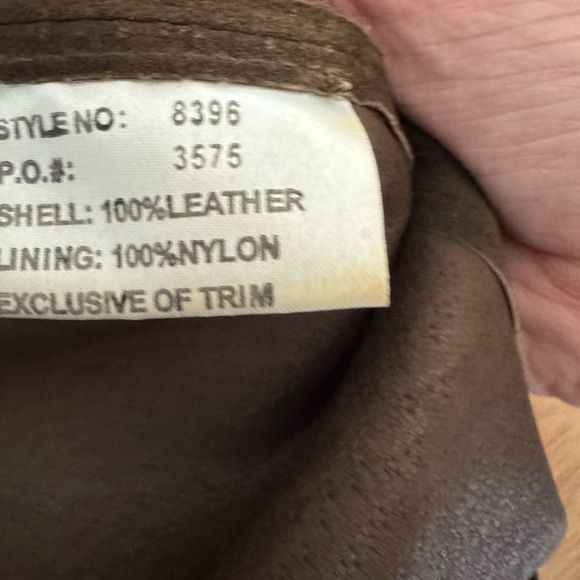 STYLE NO: 8396
P.O.#: 3575
SHELL: 100%LEATHER
LINING: 100%NYLON
EXCLUSIVE OF TRIM